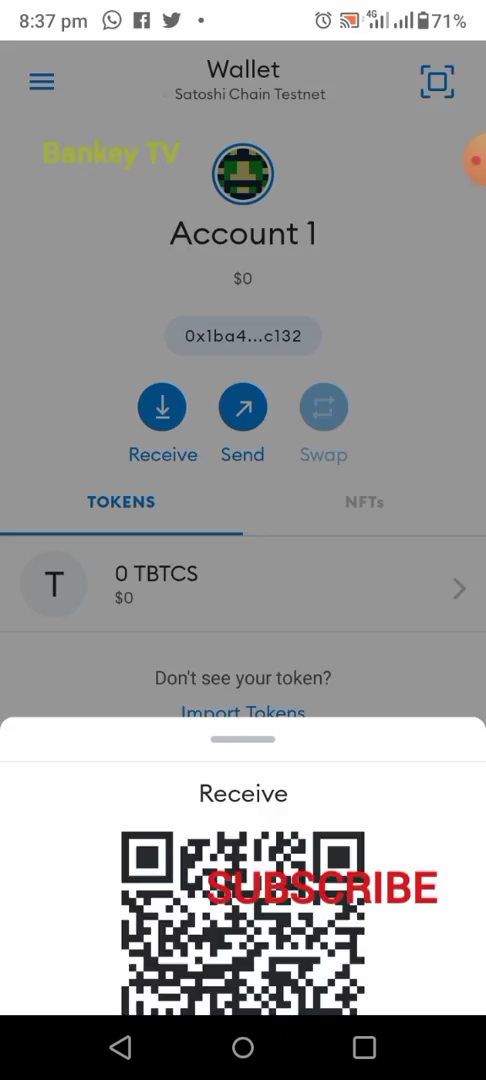 8:37 pm
4G
71%
Wallet
Satoshi Chain Testnet
Bankey TV
Account 1
$0
0x1ba4...c132
Receive
Send
Swap
TOKENS
NFTs
T
0 TBTCS
$0
Don't see your token?
Import Tokens
Receive
SUBSCRIBE